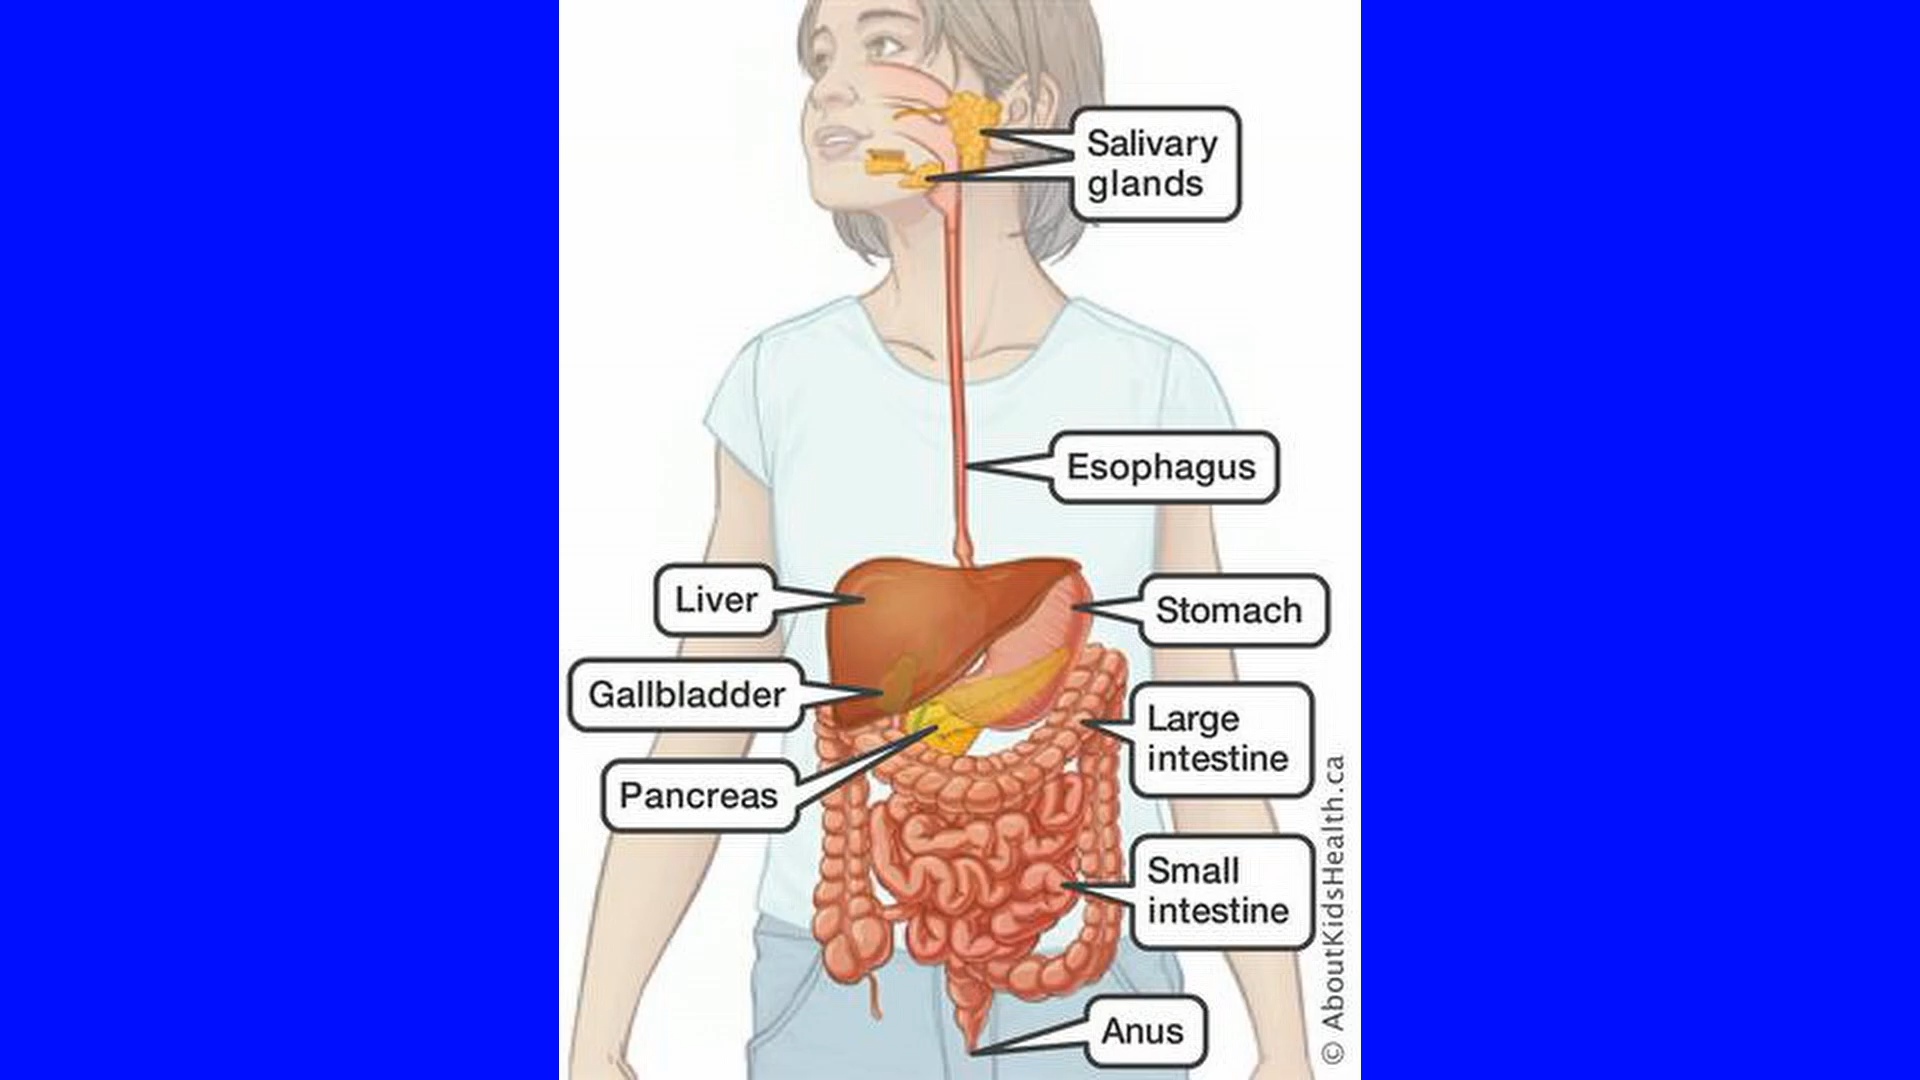 Salivary
glands
Esophagus
Liver
Stomach
Gallbladder
Large
intestine
Pancreas
Small
intestine
Anus
© AboutKidsHealth.ca